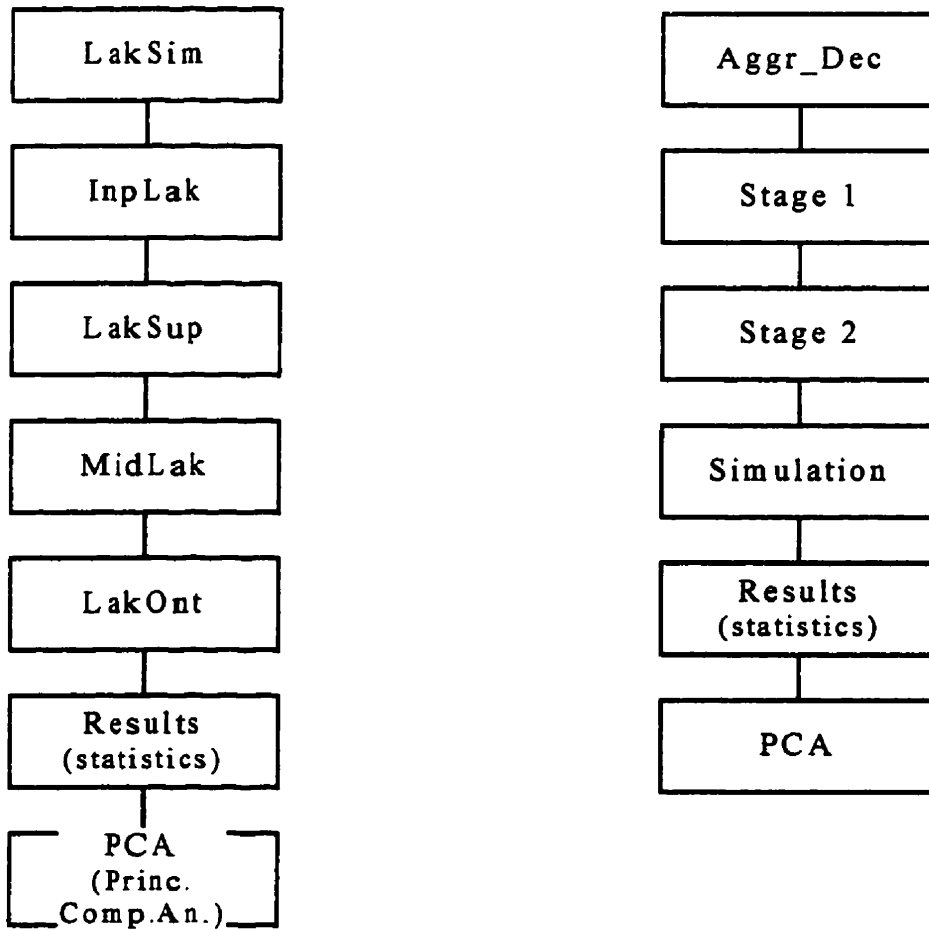 LakSim
InpLak
LakSup
MidLak
LakOnt
Results
(statistics)
PCA
(Princ.
Comp.An.)
Aggr_Dec
Stage 1
Stage 2
Simulation
Results
(statistics)
PCA